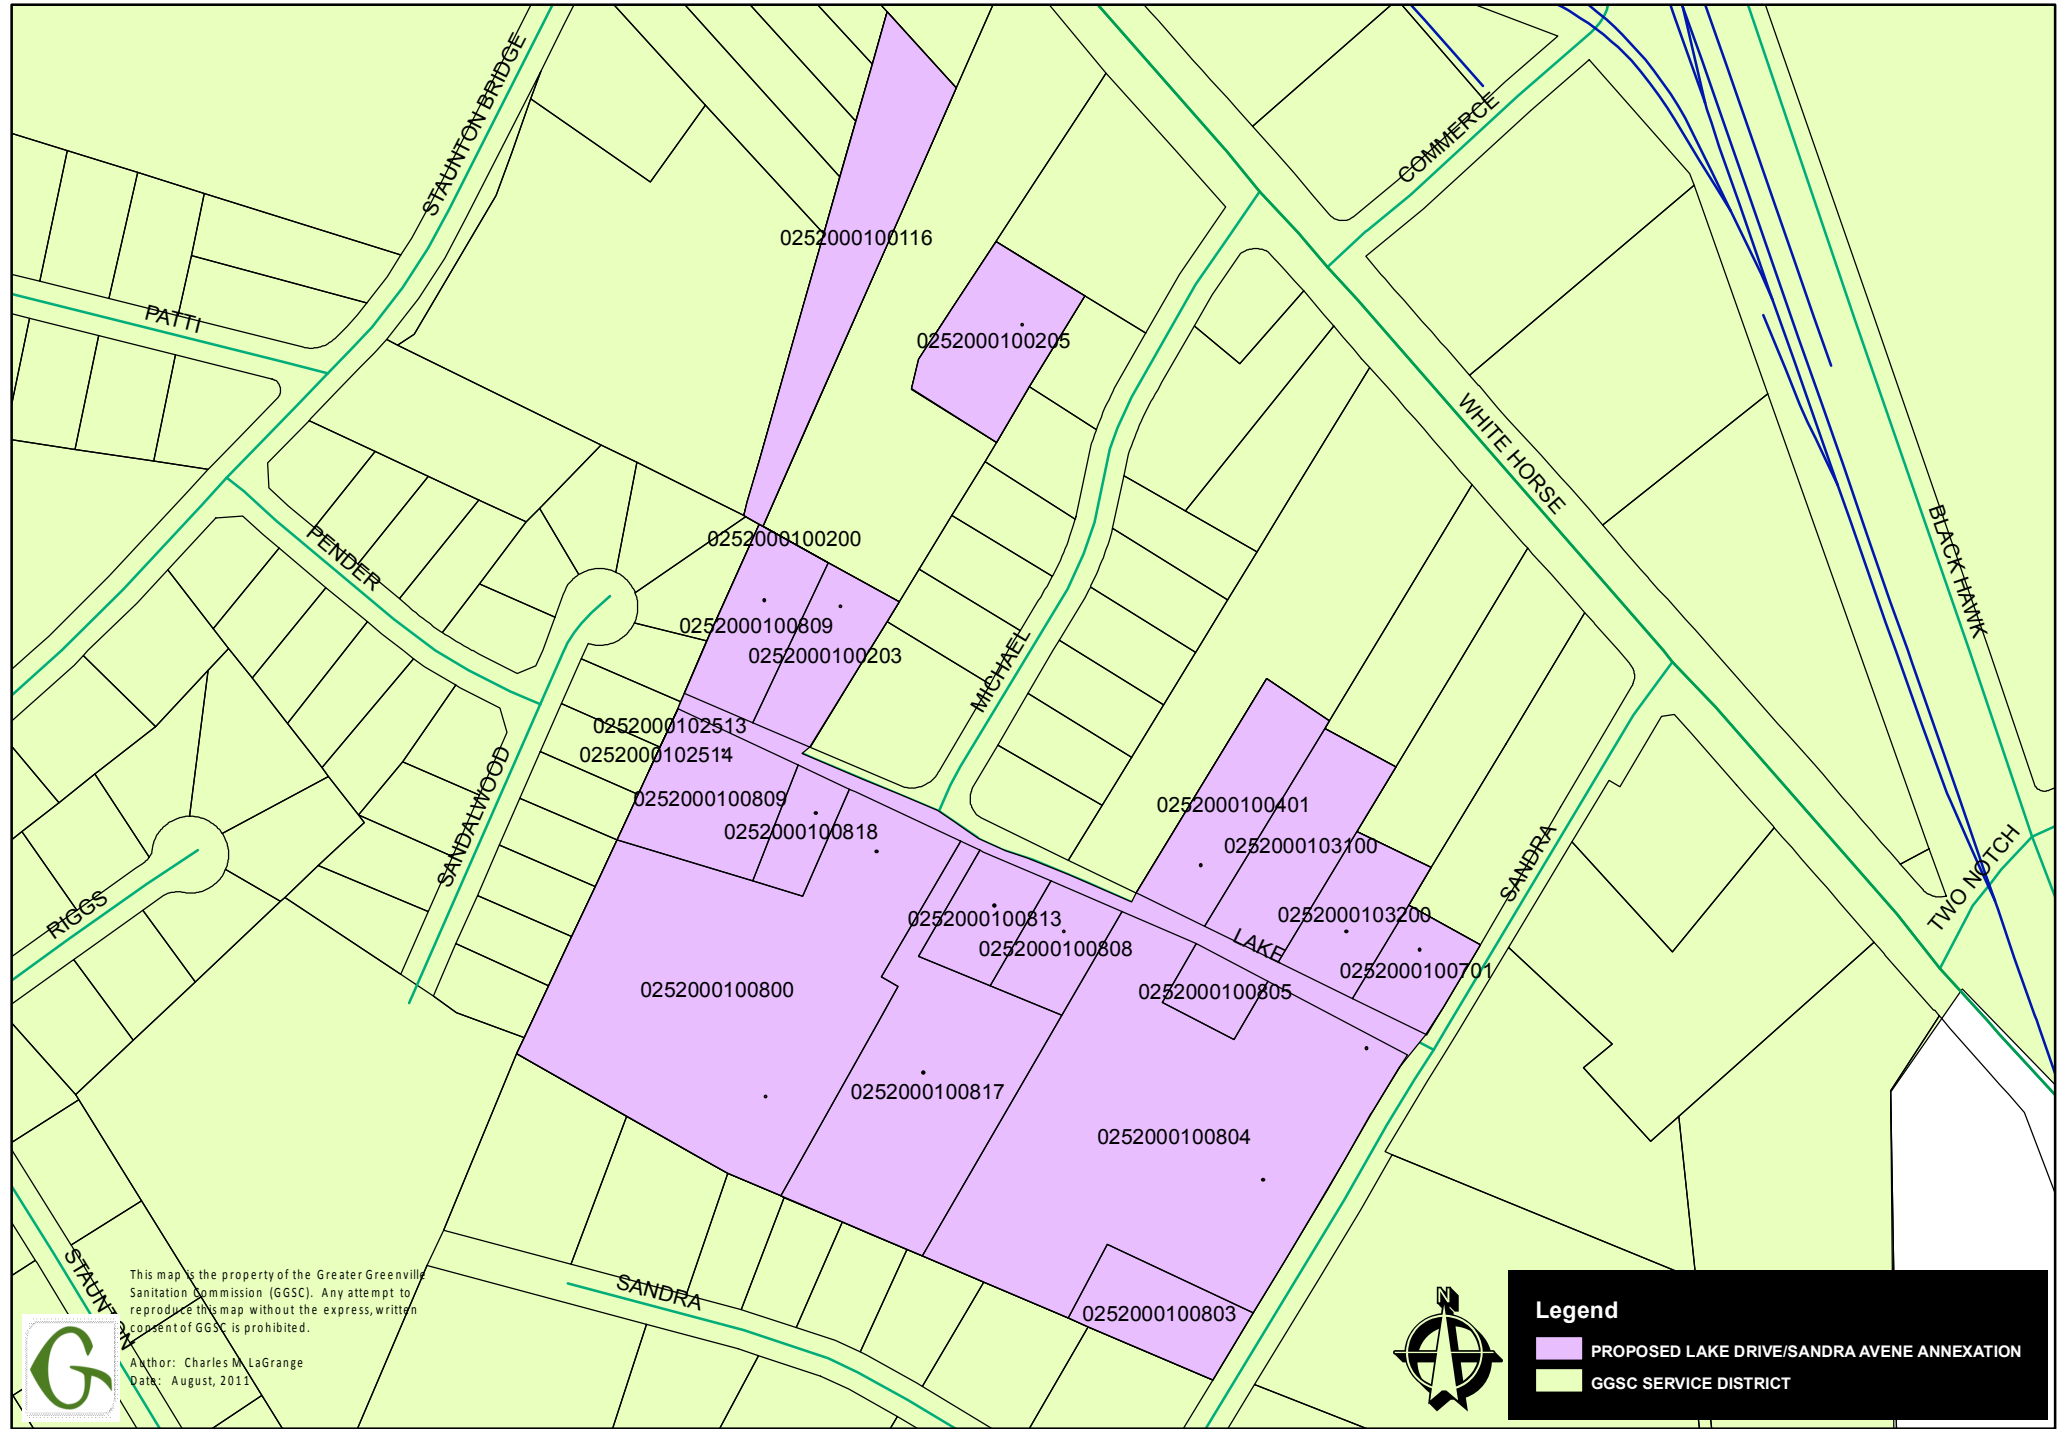 STAUNTON BRIDGE
COMMERCE
0252000100116
PATTI
0252000100205
WHITE HORSE
BLACK HAWK
PENDER
0252000100200
0252000100809
0252000100203
MICHAEL
0252000102513
0252000102514
SANDALWOOD
0252000100809
0252000100818
0252000100401
0252000103100
SANDRA
TWO NOTCH
RIGGS
0252000100813
0252000103200
0252000100808
LAKE
0252000100701
0252000100800
0252000100805
0252000100817
0252000100804
STAUNTON
SANDRA
0252000100803
This map is the property of the Greater Greenville
Sanitation Commission (GGSC). Any attempt to
reproduce this map without the express, written
consent of GGSC is prohibited.
Author: Charles M. LaGrange
Date: August, 2011
G
N
Legend
PROPOSED LAKE DRIVE/SANDRA AVENE ANNEXATION
GGSC SERVICE DISTRICT